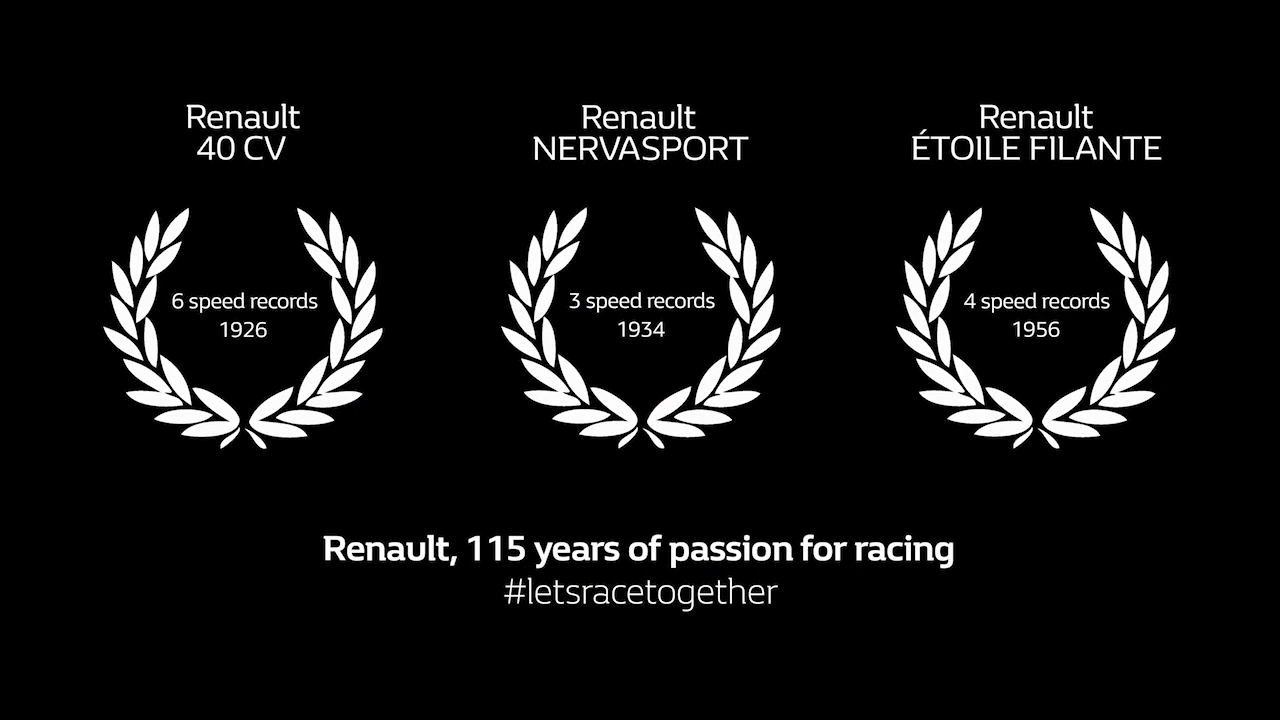 Renault
40 CV
6 speed records
1926
Renault
NERVASPORT
3 speed records
1934
Renault
ÉTOILE FILANTE
4 speed records
1956
Renault, 115 years of passion for racing
#letsracetogether